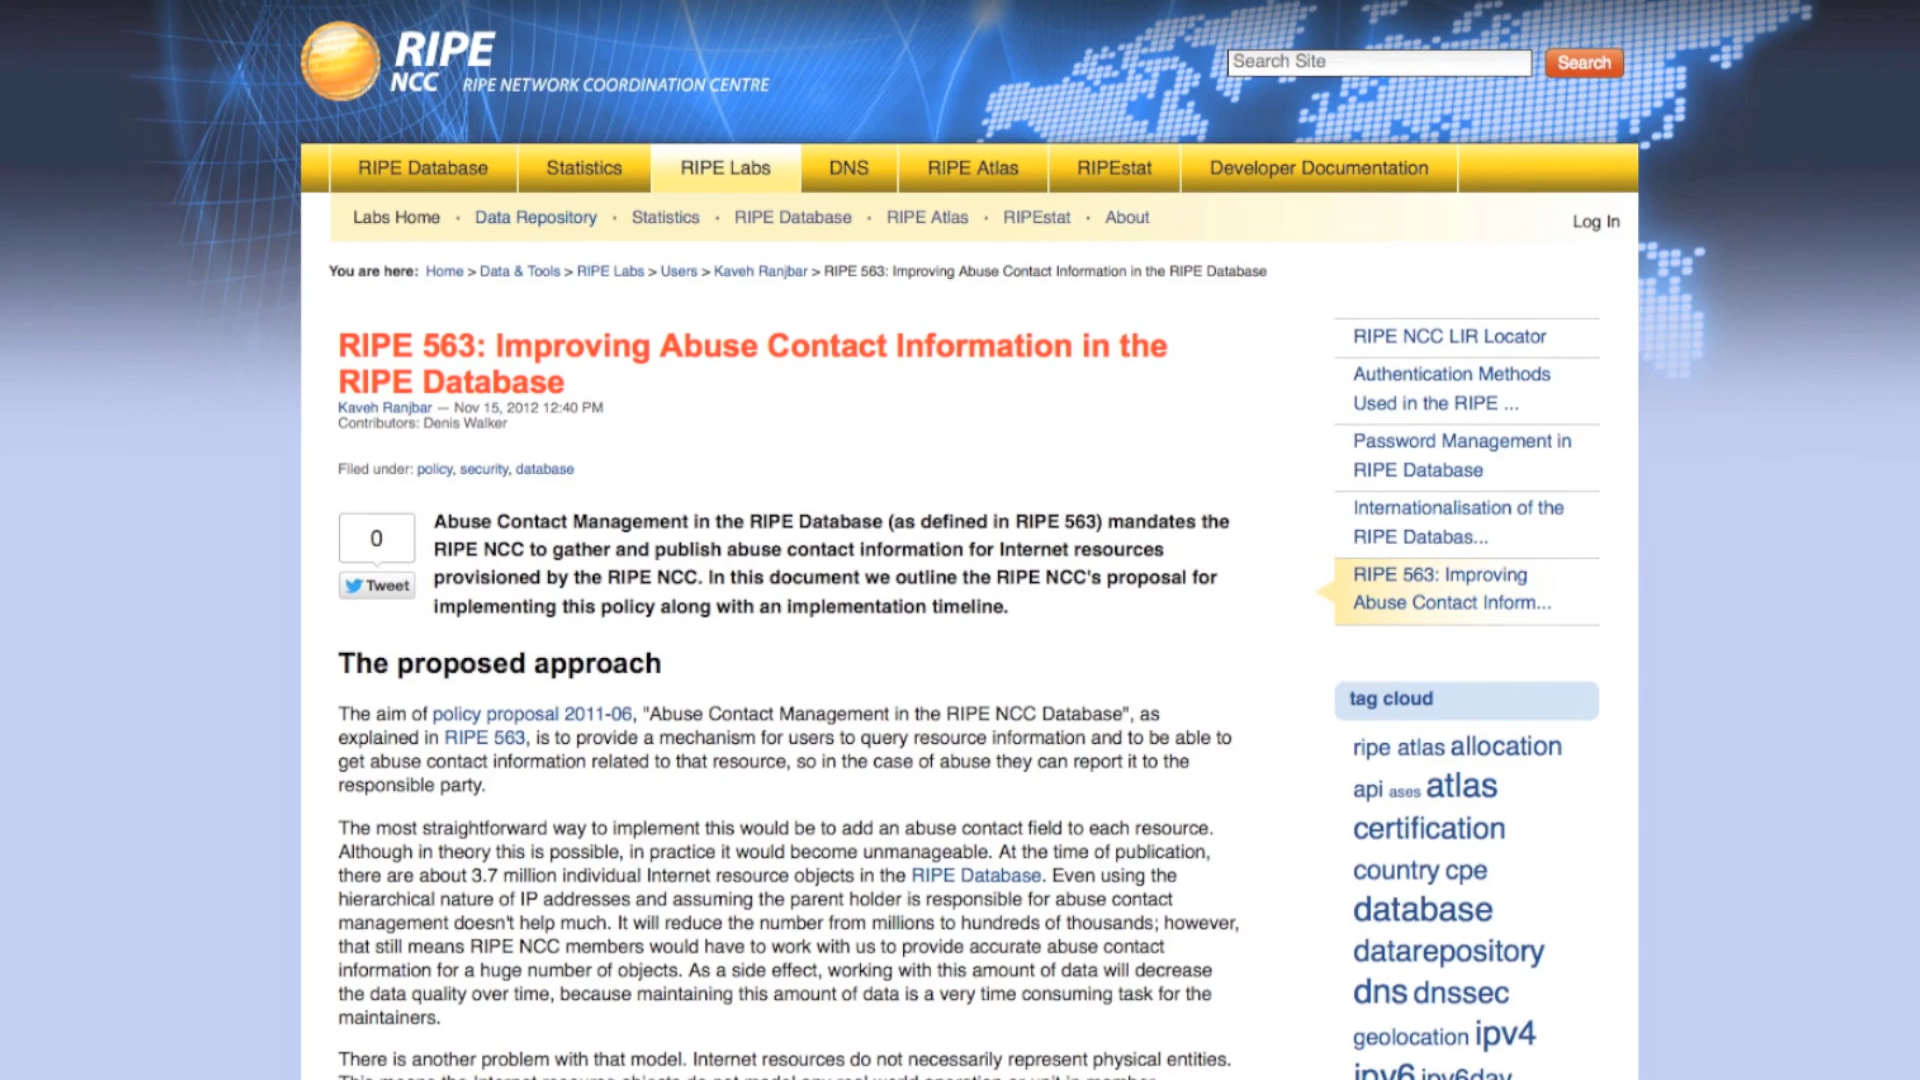 RIPE
NCC RIPE NETWORK COORDINATION CENTRE
Search Site
Search
RIPE Database Statistics RIPE Labs DNS RIPE Atlas RIPEstat Developer Documentation
Labs Home · Data Repository · Statistics · RIPE Database · RIPE Atlas · RIPEstat · About
Log In
You are here: Home > Data & Tools > RIPE Labs > Users > Kaveh Ranjbar > RIPE 563: Improving Abuse Contact Information in the RIPE Database
RIPE 563: Improving Abuse Contact Information in the
RIPE Database
Kaveh Ranjbar — Nov 15, 2012 12:40 PM
Contributors: Denis Walker
Filed under: policy, security, database
0
Tweet
Abuse Contact Management in the RIPE Database (as defined in RIPE 563) mandates the
RIPE NCC to gather and publish abuse contact information for Internet resources
provisioned by the RIPE NCC. In this document we outline the RIPE NCC's proposal for
implementing this policy along with an implementation timeline.
The proposed approach
The aim of policy proposal 2011-06, "Abuse Contact Management in the RIPE NCC Database", as
explained in RIPE 563, is to provide a mechanism for users to query resource information and to be able to
get abuse contact information related to that resource, so in the case of abuse they can report it to the
responsible party.
The most straightforward way to implement this would be to add an abuse contact field to each resource.
Although in theory this is possible, in practice it would become unmanageable. At the time of publication,
there are about 3.7 million individual Internet resource objects in the RIPE Database. Even using the
hierarchical nature of IP addresses and assuming the parent holder is responsible for abuse contact
management doesn't help much. It will reduce the number from millions to hundreds of thousands; however,
that still means RIPE NCC members would have to work with us to provide accurate abuse contact
information for a huge number of objects. As a side effect, working with this amount of data will decrease
the data quality over time, because maintaining this amount of data is a very time consuming task for the
maintainers.
There is another problem with that model. Internet resources do not necessarily represent physical entities.
RIPE NCC LIR Locator
Authentication Methods
Used in the RIPE ...
Password Management in
RIPE Database
Internationalisation of the
RIPE Databas...
RIPE 563: Improving
Abuse Contact Inform...
tag cloud
ripe atlas allocation
api ases atlas
certification
country cpe
database
datarepository
dns dnssec
geolocation ipv4
ipv6 ipv6day